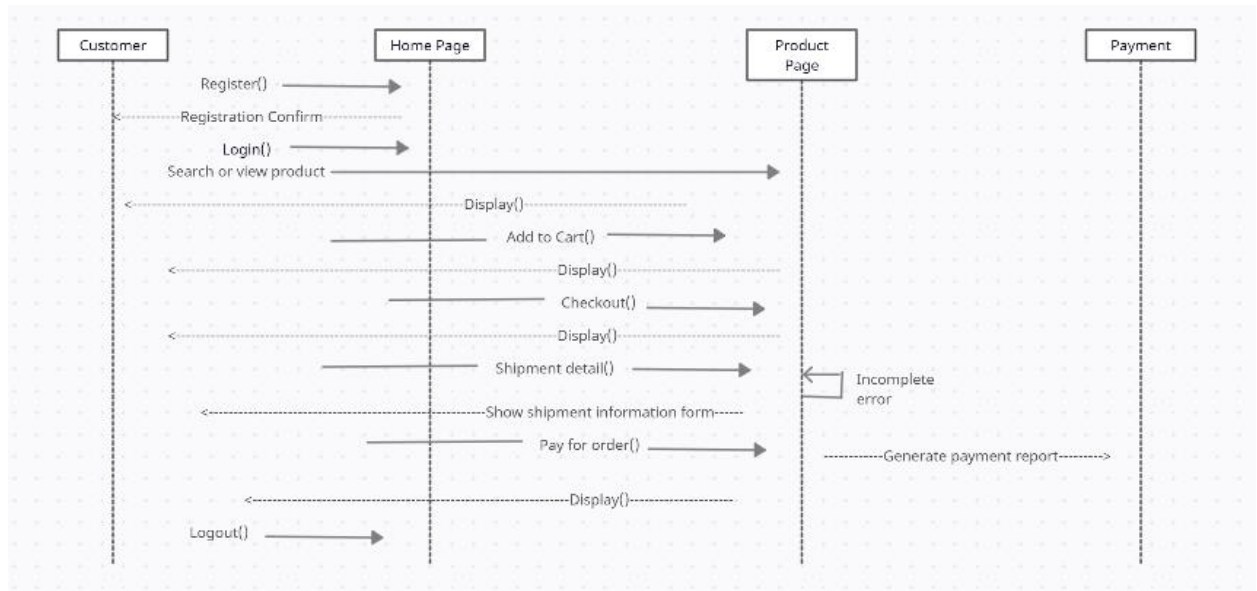 Customer
Home Page
Product
Page
Payment
Register()
Registration Confirm
Login()
Search or view product
Display()
Add to Cart()
Display()
Checkout()
Display()
Shipment detail()
Incomplete
error
Show shipment information form
Pay for order()
Generate payment report
Display()
Logout()